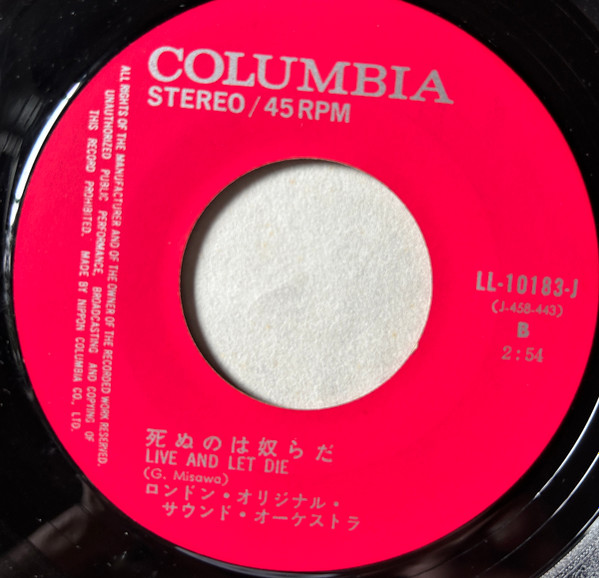 COLUMBIA
STEREO/45 RPM
ALL RIGHTS OF THE MANUFACTURER AND OF THE OWNER OF THE RECORDED WORK RESERVED.
UNAUTHORIZED PUBLIC PERFORMANCE, BROADCASTING AND COPYING OF
THIS RECORD PROHIBITED. MADE BY NIPPON COLUMBIA CO., LTD.
LL-10183-J
(J-458-443)
B
2:54
死ぬのは奴らだ
LIVE AND LET DIE
(G. Misawa)
ロンドン・オリジナル・
サウンド・オーケストラ